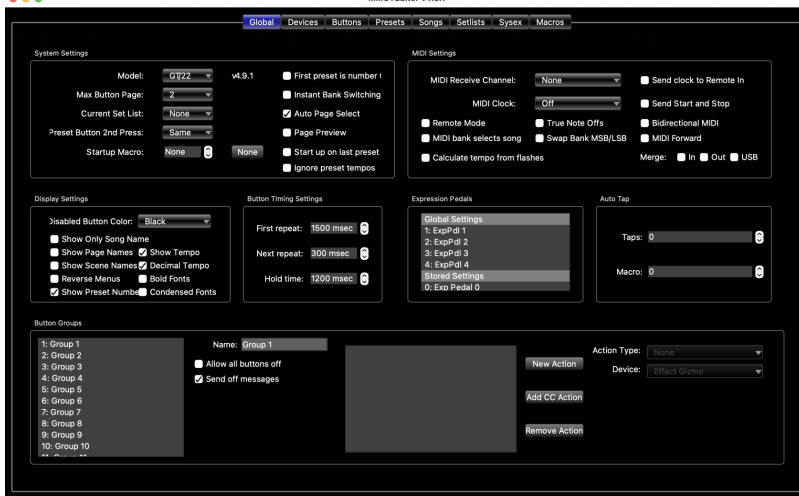 Global Devices Buttons Presets Songs Setlists Sysex Macros
System Settings
Model: GT/22 v4.9.1
Max Button Page: 2
Current Set List: None
Preset Button 2nd Press: Same
Startup Macro: None None
First preset is number
Instant Bank Switching
Auto Page Select
Page Preview
Start up on last preset
Ignore preset tempos
MIDI Settings
MIDI Receive Channel: None Send clock to Remote In
MIDI Clock: Off Send Start and Stop
Remote Mode True Note Offs Bidirectional MIDI
MIDI bank selects song Swap Bank MSB/LSB MIDI Forward
Calculate tempo from flashes Merge: In Out USB
Display Settings
Disabled Button Color: Black
Show Only Song Name
Show Page Names Show Tempo
Show Scene Names Decimal Tempo
Reverse Menus Bold Fonts
Show Preset Numbe Condensed Fonts
Button TIming Settings
First repeat: 1500 msec
Next repeat: 300 msec
Hold time: 1200 msec
Expression Pedals
Global Settings
1: ExpPdl 1
2: ExpPdl 2
3: ExpPdl 3
4: ExpPdl 4
Stored Settings
0: Exp Pedal 0
Auto Tap
Taps: 0
Macro: 0
Button Groups
1: Group 1
2: Group 2
3: Group 3
4: Group 4
5: Group 5
6: Group 6
7: Group 7
8: Group 8
9: Group 9
10: Group 10
Name: Group 1
Allow all buttons off
Send off messages
New Action
Add CC Action
Remove Action
Action Type: None
Device: Effect Gizmo